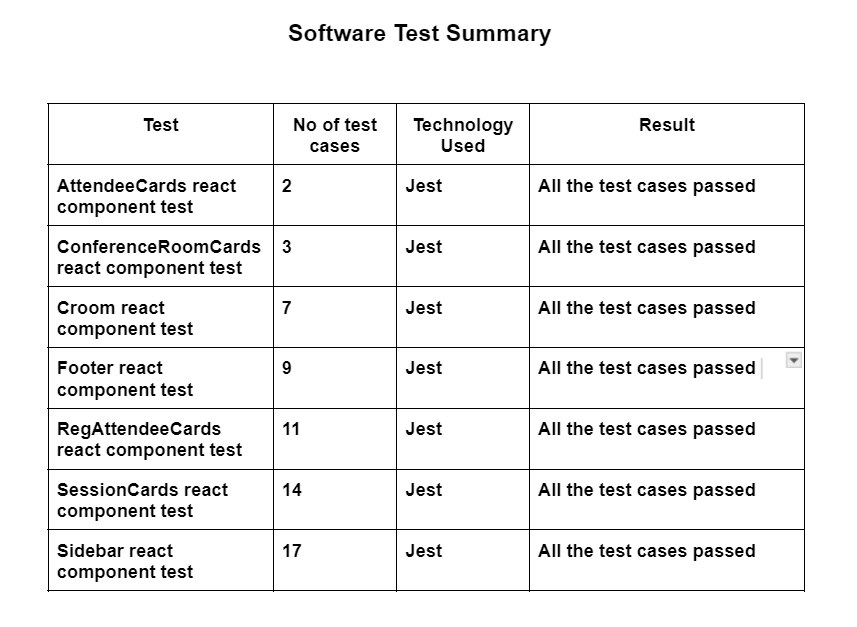 Software Test Summary
Test
No of test
cases
Technology
Used
Result
AttendeeCards react
component test
2
Jest
All the test cases passed
ConferenceRoomCards
react component test
3
Jest
All the test cases passed
Croom react
component test
7
Jest
All the test cases passed
Footer react
component test
9
Jest
All the test cases passed
RegAttendeeCards
react component test
11
Jest
All the test cases passed
SessionCards react
component test
14
Jest
All the test cases passed
Sidebar react
component test
17
Jest
All the test cases passed